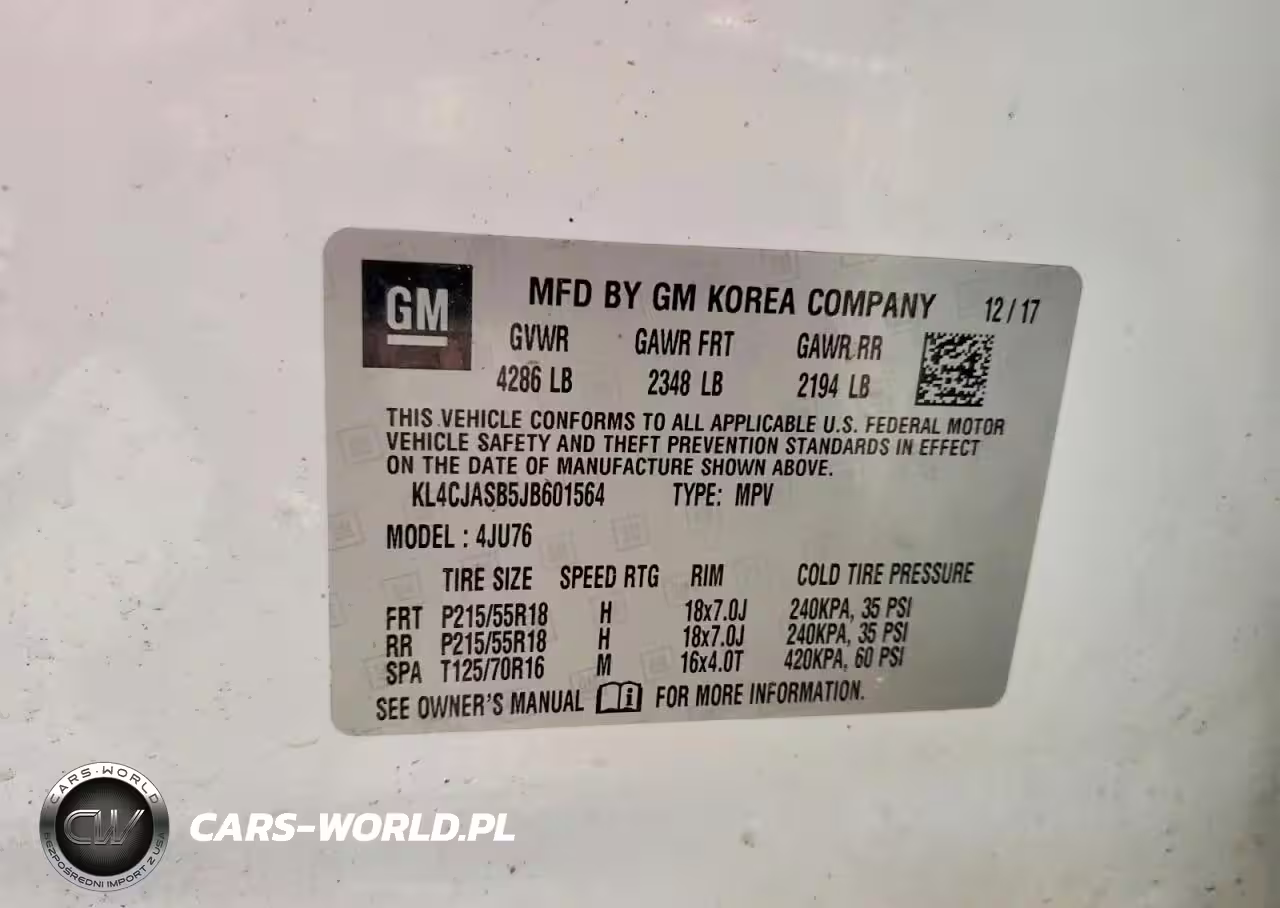 GM
MFD BY GM KOREA COMPANY 12/17
GVWR GAWR FRT GAWR RR
4286 LB 2348 LB 2194 LB
THIS VEHICLE CONFORMS TO ALL APPLICABLE U.S. FEDERAL MOTOR
VEHICLE SAFETY AND THEFT PREVENTION STANDARDS IN EFFECT
ON THE DATE OF MANUFACTURE SHOWN ABOVE.
KL4CJASB5JB601564 TYPE: MPV
MODEL : 4JU76
TIRE SIZE SPEED RTG RIM COLD TIRE PRESSURE
FRT P215/55R18 H 18x7.0J 240KPA, 35 PSI
RR P215/55R18 H 18x7.0J 240KPA, 35 PSI
SPA T125/70R16 M 16x4.0T 420KPA, 60 PSI
SEE OWNER'S MANUAL FOR MORE INFORMATION.
CARS-WORLD
CW
BEZPOŚREDNI IMPORT Z USA
CARS-WORLD.PL